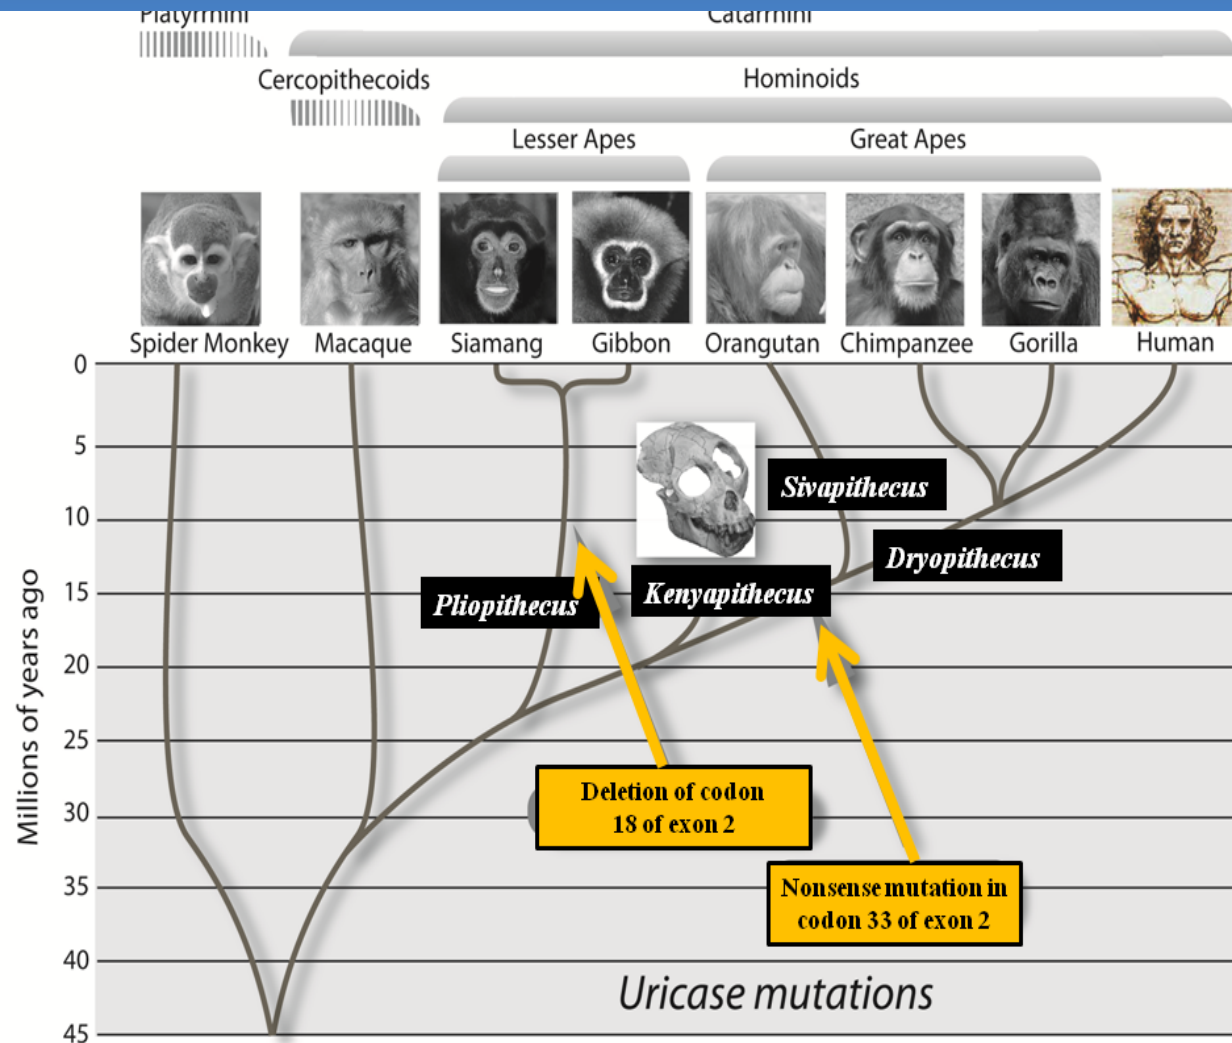 Platyrrhini
Catarrhini
Cercopithecoids
Hominoids
Lesser Apes
Great Apes
Spider Monkey
Macaque
Siamang
Gibbon
Orangutan
Chimpanzee
Gorilla
Human
0
5
10
15
20
25
30
35
40
45
Millions of years ago
Sivapithecus
Dryopithecus
Kenyapithecus
Pliopithecus
Deletion of codon
18 of exon 2
Nonsense mutation in
codon 33 of exon 2
Uricase mutations